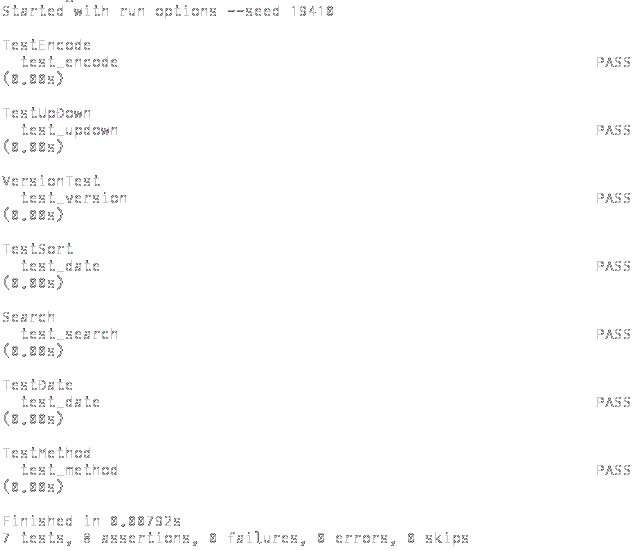 Started with run options --seed 19410
TestEncode
test_encode PASS
(0.00s)
TestUpDown
test_updown PASS
(0.00s)
VersionTest
test_version PASS
(0.00s)
TestSort
test_date PASS
(0.00s)
Search
test_search PASS
(0.00s)
TestDate
test_date PASS
(0.00s)
TestMethod
test_method PASS
(0.00s)
Finished in 0.00792s
7 tests, 8 assertions, 0 failures, 0 errors, 0 skips